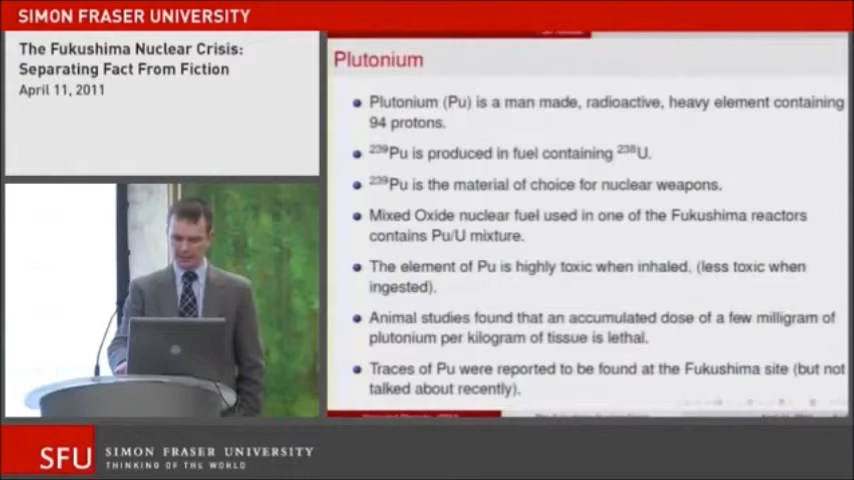 SIMON FRASER UNIVERSITY
The Fukushima Nuclear Crisis:
Separating Fact From Fiction
April 11, 2011
Plutonium
Plutonium (Pu) is a man made, radioactive, heavy element containing
94 protons.
²³⁹Pu is produced in fuel containing ²³⁸U.
²³⁹Pu is the material of choice for nuclear weapons.
Mixed Oxide nuclear fuel used in one of the Fukushima reactors
contains Pu/U mixture.
The element of Pu is highly toxic when inhaled, (less toxic when
ingested).
Animal studies found that an accumulated dose of a few milligram of
plutonium per kilogram of tissue is lethal.
Traces of Pu were reported to be found at the Fukushima site (but not
talked about recently).
SFU
SIMON FRASER UNIVERSITY
THINKING OF THE WORLD